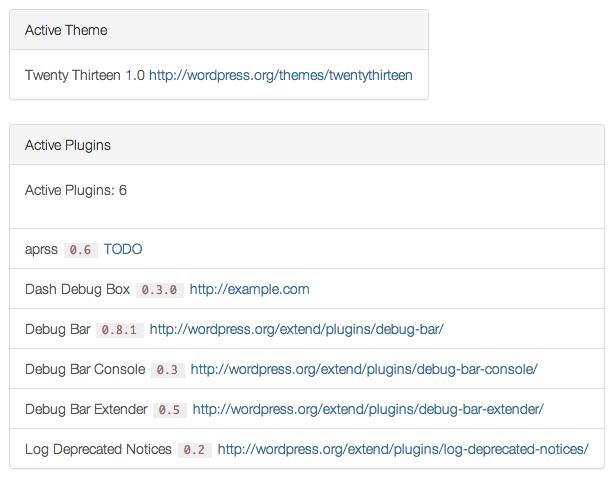 Active Theme
Twenty Thirteen 1.0 http://wordpress.org/themes/twentythirteen
Active Plugins
Active Plugins: 6
aprss 0.6 TODO
Dash Debug Box 0.3.0 http://example.com
Debug Bar 0.8.1 http://wordpress.org/extend/plugins/debug-bar/
Debug Bar Console 0.3 http://wordpress.org/extend/plugins/debug-bar-console/
Debug Bar Extender 0.5 http://wordpress.org/extend/plugins/debug-bar-extender/
Log Deprecated Notices 0.2 http://wordpress.org/extend/plugins/log-deprecated-notices/